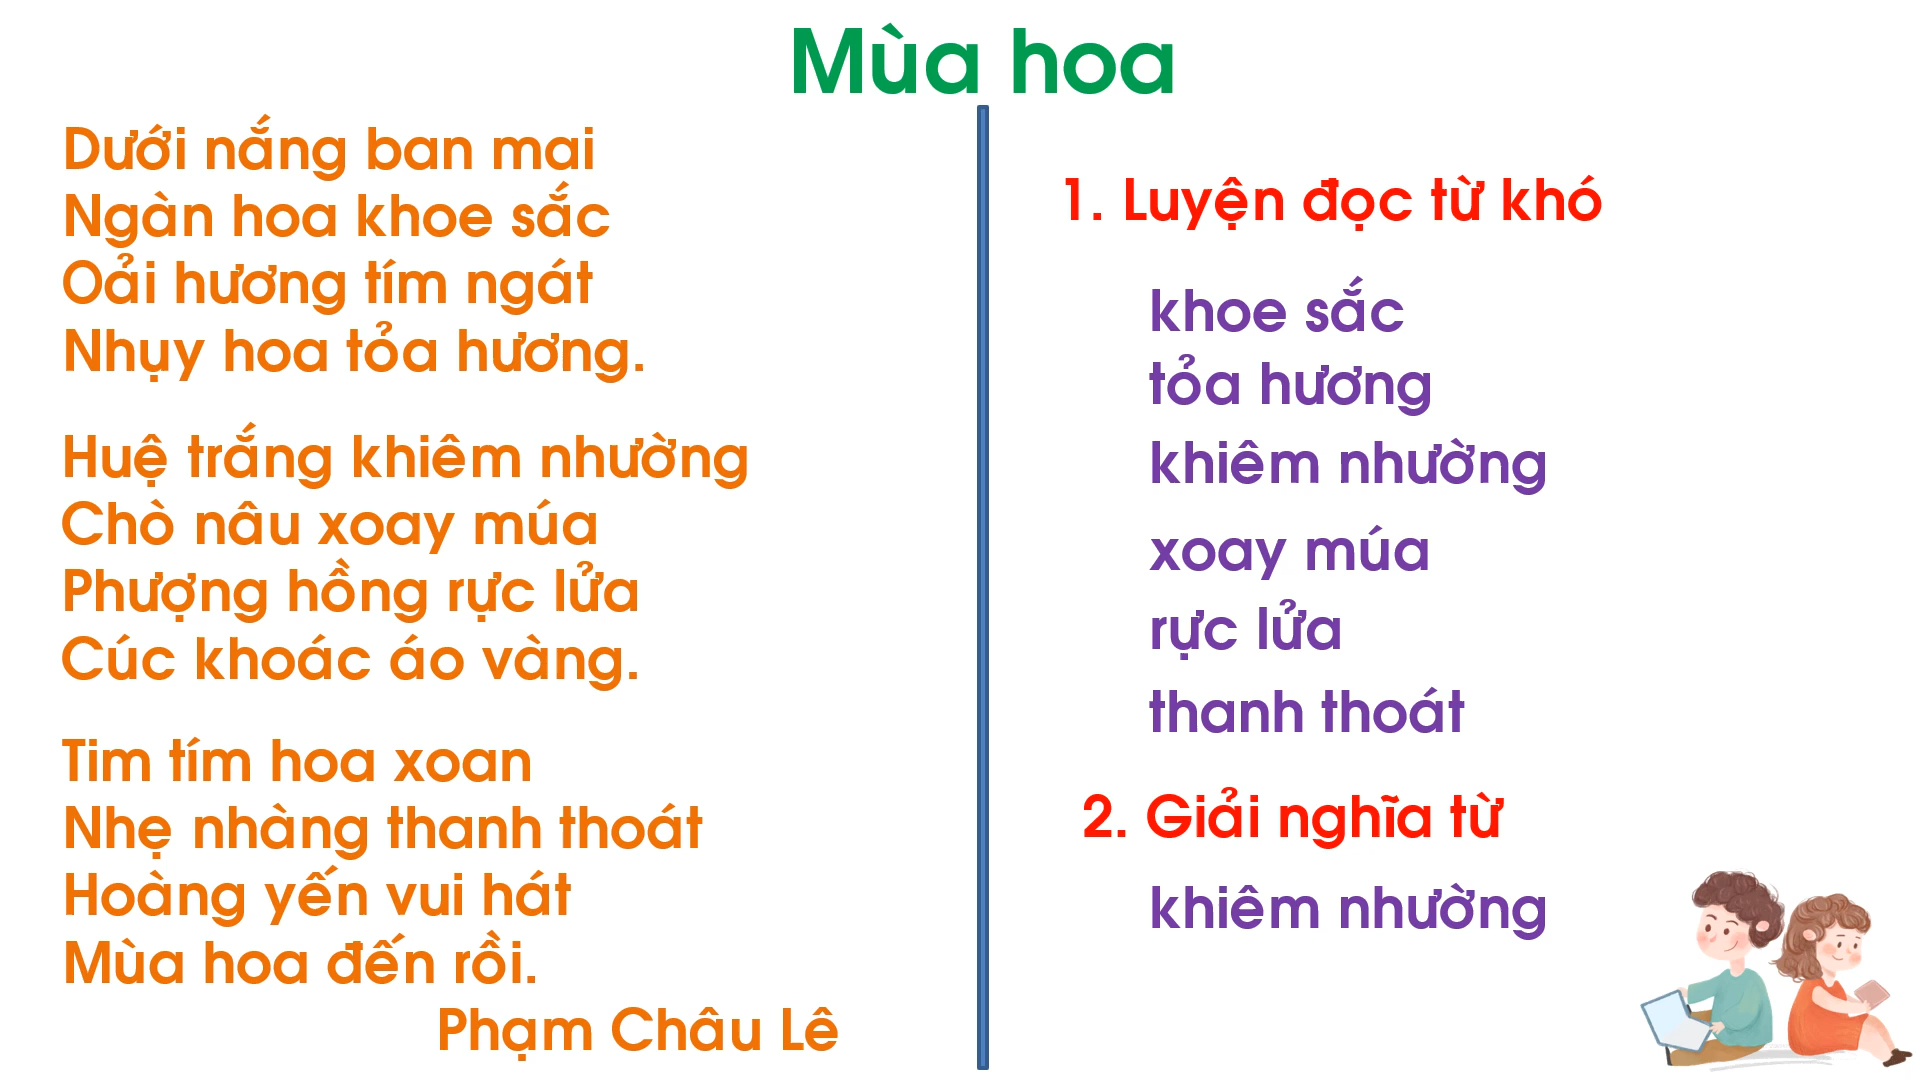 Mùa hoa
Dưới nắng ban mai
Ngàn hoa khoe sắc
Oải hương tím ngát
Nhụy hoa tỏa hương.
Huệ trắng khiêm nhường
Chò nâu xoay múa
Phượng hồng rực lửa
Cúc khoác áo vàng.
Tim tím hoa xoan
Nhẹ nhàng thanh thoát
Hoàng yến vui hát
Mùa hoa đến rồi.
Phạm Châu Lê
1. Luyện đọc từ khó
khoe sắc
tỏa hương
khiêm nhường
xoay múa
rực lửa
thanh thoát
2. Giải nghĩa từ
khiêm nhường